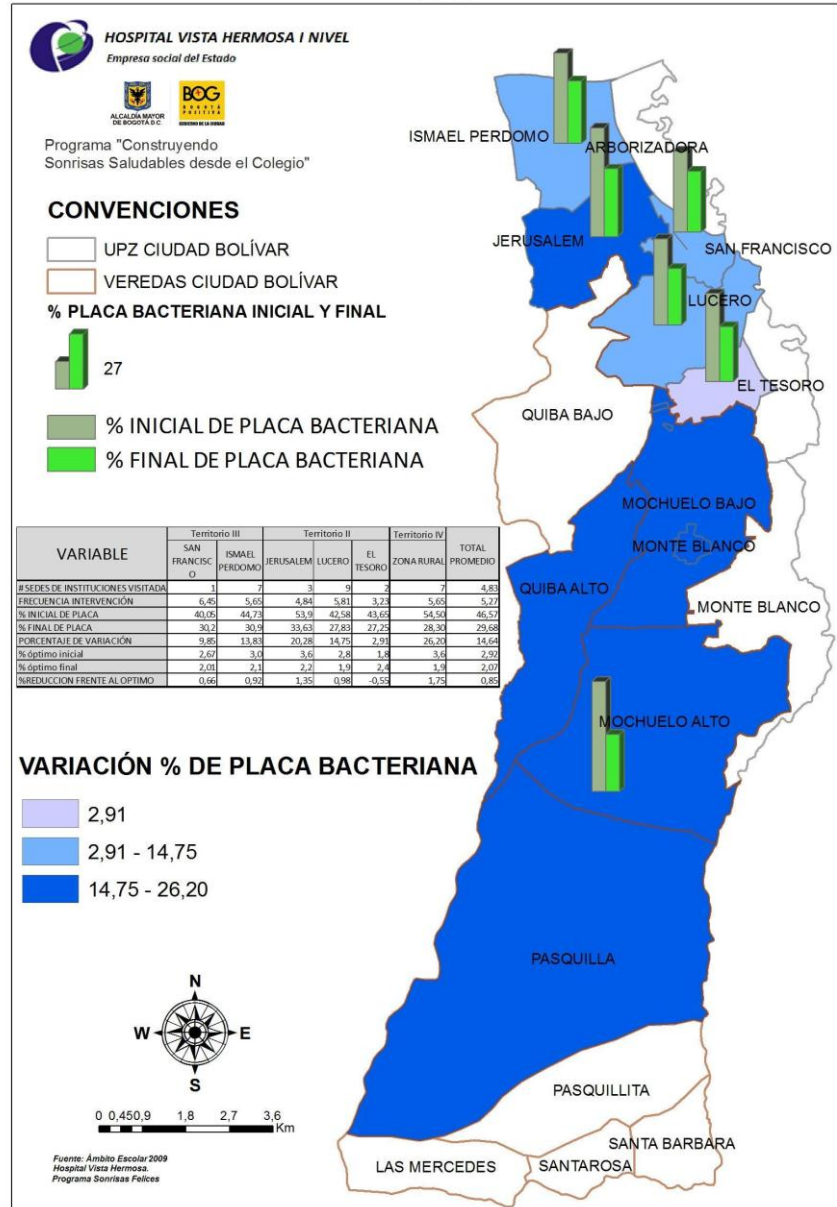 HOSPITAL VISTA HERMOSA I NIVEL
Empresa social del Estado
ALCALDÍA MAYOR
DE BOGOTÁ D.C.
BOG
BOGOTÁ
POSITIVA
GOBIERNO DE LA CIUDAD
Programa "Construyendo
Sonrisas Saludables desde el Colegio"
CONVENCIONES
UPZ CIUDAD BOLÍVAR
VEREDAS CIUDAD BOLÍVAR
% PLACA BACTERIANA INICIAL Y FINAL
27
% INICIAL DE PLACA BACTERIANA
% FINAL DE PLACA BACTERIANA
VARIABLE Territorio III Territorio II Territorio IV TOTAL PROMEDIO
SAN FRANCISCO ISMAEL PERDOMO JERUSALEM LUCERO EL TESORO ZONA RURAL
# SEDES DE INSTITUCIONES VISITADA 1 7 3 9 2 7 4,83
FRECUENCIA INTERVENCIÓN 6,45 5,65 4,84 5,81 3,23 5,65 5,27
% INICIAL DE PLACA 40,05 44,73 53,9 42,58 43,65 54,50 46,57
% FINAL DE PLACA 30,2 30,9 33,63 27,83 27,25 28,30 29,68
PORCENTAJE DE VARIACIÓN 9,85 13,83 20,28 14,75 2,91 26,20 14,64
% óptimo inicial 2,67 3,0 3,6 2,8 1,8 3,6 2,92
% óptimo final 2,01 2,1 2,2 1,9 2,4 1,9 2,07
%REDUCCION FRENTE AL OPTIMO 0,66 0,92 1,35 0,98 -0,55 1,75 0,85
VARIACIÓN % DE PLACA BACTERIANA
2,91
2,91 - 14,75
14,75 - 26,20
N
W E
S
0 0,450,9 1,8 2,7 3,6
Km
Fuente: Ámbito Escolar 2009
Hospital Vista Hermosa.
Programa Sonrisas Felices
ISMAEL PERDOMO
ARBORIZADORA
JERUSALEM
SAN FRANCISCO
LUCERO
EL TESORO
QUIBA BAJO
MOCHUELO BAJO
MONTE BLANCO
QUIBA ALTO
MONTE BLANCO
MOCHUELO ALTO
PASQUILLA
PASQUILLITA
SANTA BARBARA
LAS MERCEDES
SANTAROSA